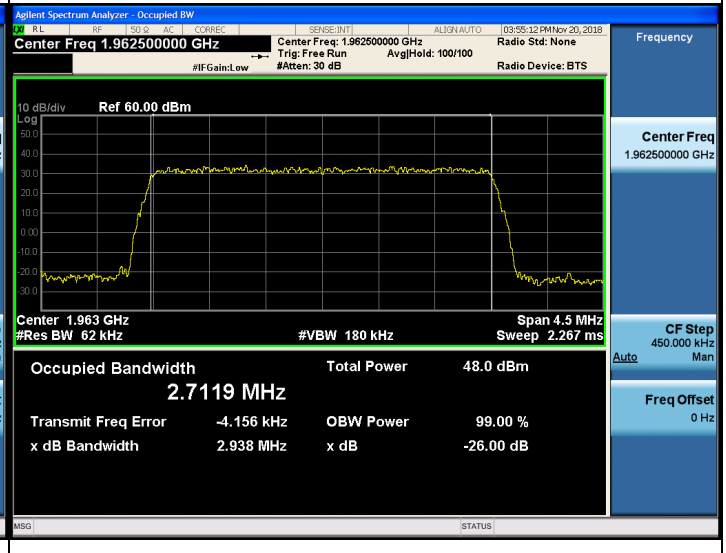 Agilent Spectrum Analyzer - Occupied BW
LXI RL RF 50 Ω AC CORREC SENSE:INT ALIGN AUTO 03:55:12 PM Nov 20, 2018
Center Freq 1.962500000 GHz
Center Freq: 1.962500000 GHz
Radio Std: None
Trig: Free Run Avg|Hold: 100/100
#IFGain:Low #Atten: 30 dB Radio Device: BTS
10 dB/div Ref 60.00 dBm
Log
50.0
40.0
30.0
20.0
10.0
0.00
-10.0
-20.0
-30.0
Center 1.963 GHz Span 4.5 MHz
#Res BW 62 kHz #VBW 180 kHz Sweep 2.267 ms
Occupied Bandwidth Total Power 48.0 dBm
2.7119 MHz
Transmit Freq Error -4.156 kHz OBW Power 99.00 %
x dB Bandwidth 2.938 MHz x dB -26.00 dB
MSG STATUS
Frequency
Center Freq
1.962500000 GHz
CF Step
450.000 kHz
Auto Man
Freq Offset
0 Hz